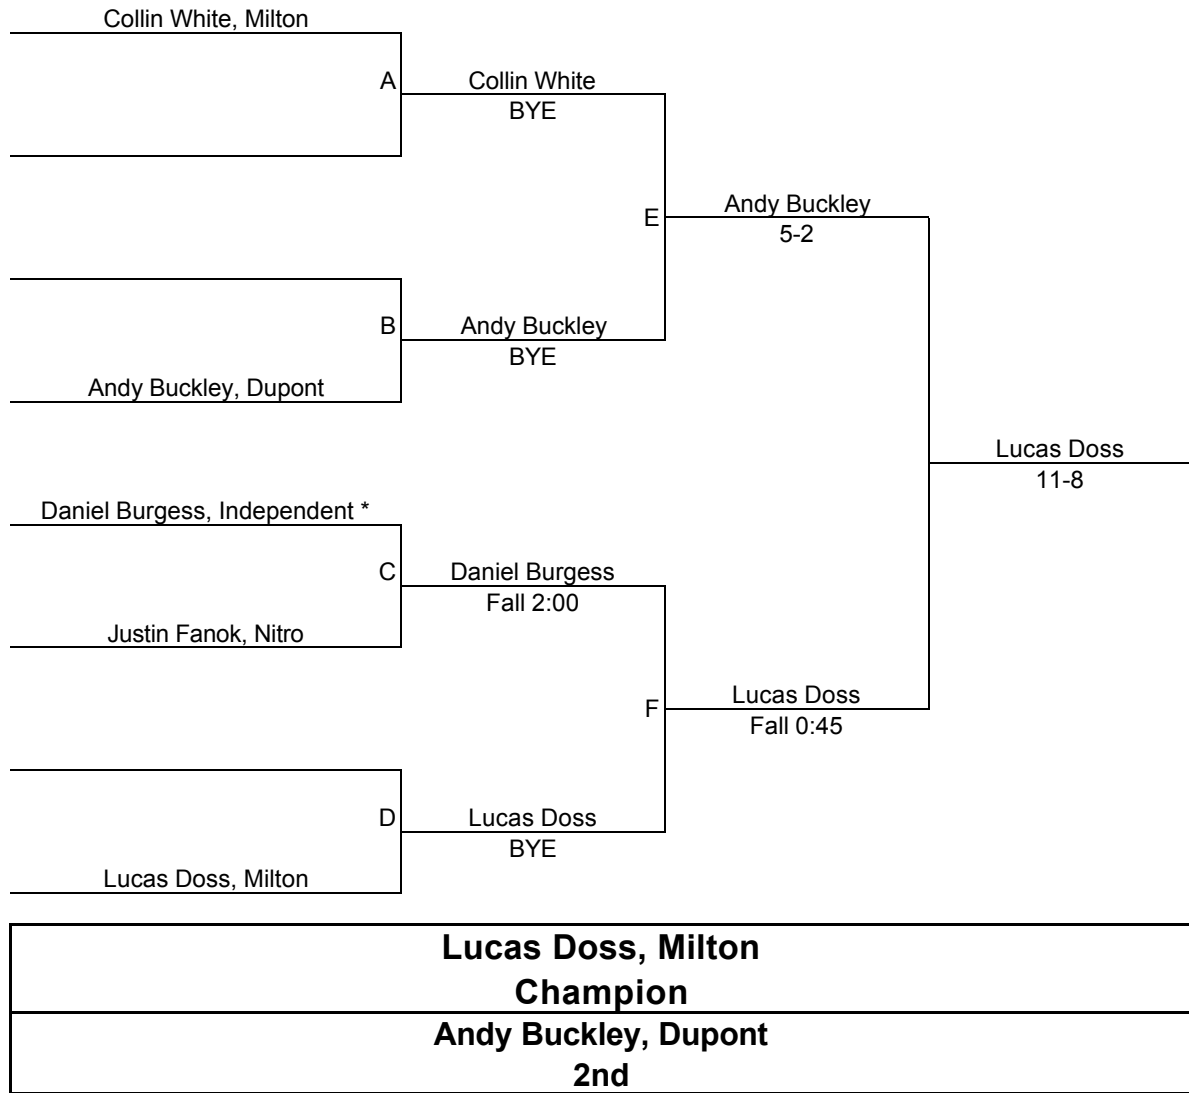 Collin White, Milton
A
Collin White
BYE
Andy Buckley
5-2
E
B
Andy Buckley
BYE
Andy Buckley, Dupont
Lucas Doss
11-8
Daniel Burgess, Independent *
C
Daniel Burgess
Fall 2:00
Justin Fanok, Nitro
F
Lucas Doss
Fall 0:45
D
Lucas Doss
BYE
Lucas Doss, Milton
Lucas Doss, Milton
Champion
Andy Buckley, Dupont
2nd